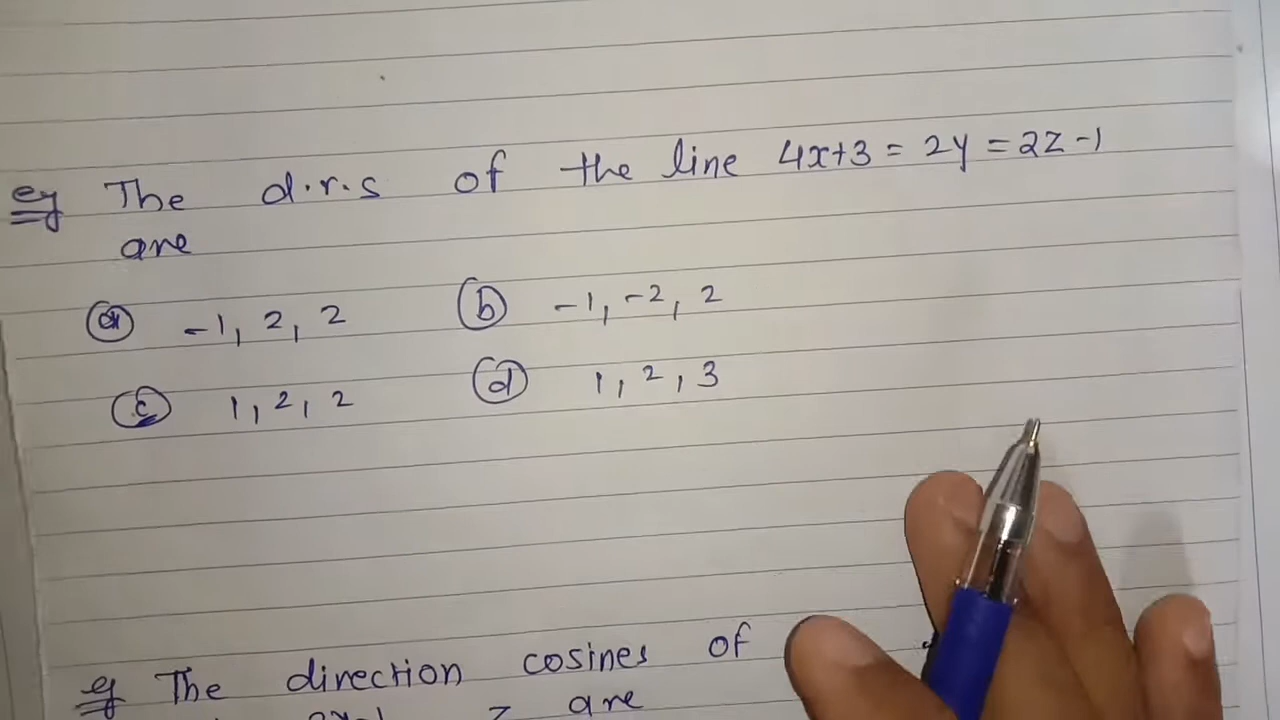 eg The d.r.s of the line 4x+3 = 2y = 2z-1
are
(a) -1, 2, 2 (b) -1, -2, 2
(c) 1, 2, 2 (d) 1, 2, 3
eg The direction cosines of
z are